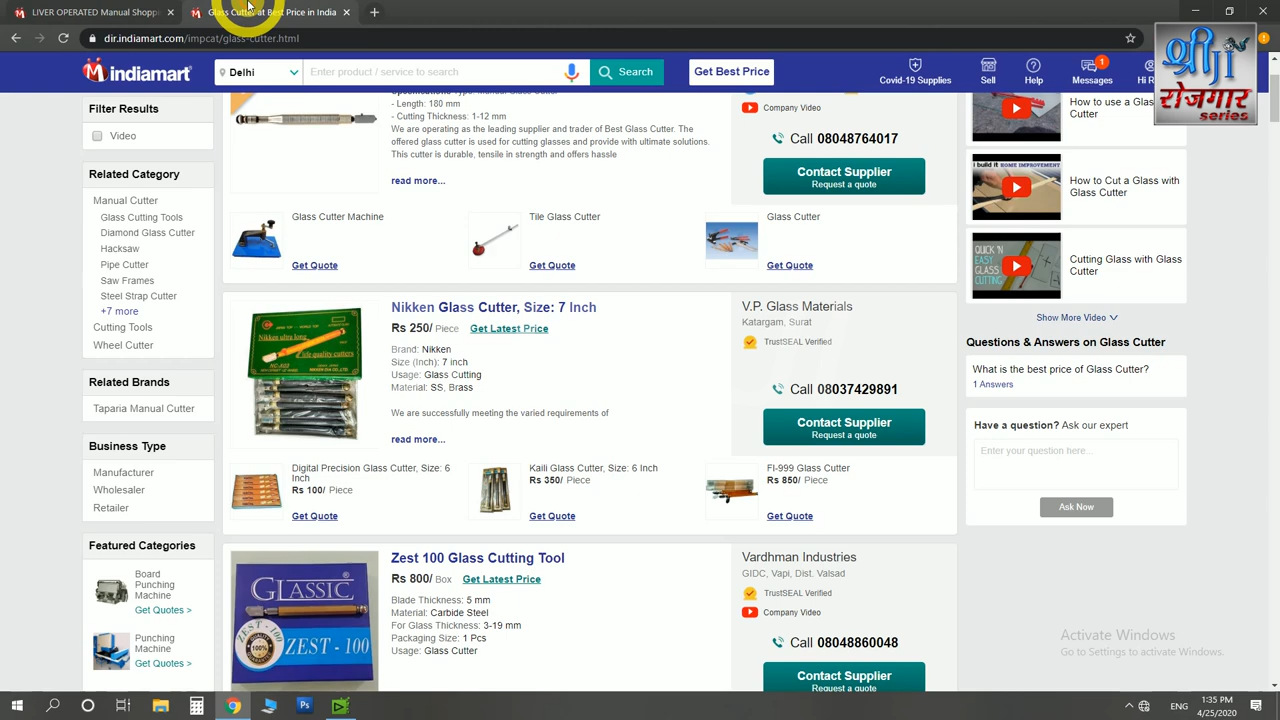 LIVER OPERATED MANUAL Shopp
Glass Cutter at Best Price in India
dir.indiamart.com/impcat/glass-cutter.html
श्रीजी
रोजगार
series
indiamart
Delhi
Enter product / service to search
Search
Get Best Price
Covid-19 Supplies
Sell
Help
1
Messages
Hi R
Filter Results
Video
Related Category
Manual Cutter
Glass Cutting Tools
Diamond Glass Cutter
Hacksaw
Pipe Cutter
Saw Frames
Steel Strap Cutter
+7 more
Cutting Tools
Wheel Cutter
Related Brands
Taparia Manual Cutter
Business Type
Manufacturer
Wholesaler
Retailer
Featured Categories
Board
Punching
Machine
Get Quotes >
Punching
Machine
Get Quotes >
- Length: 180 mm
- Cutting Thickness: 1-12 mm
We are operating as the leading supplier and trader of Best Glass Cutter. The
offered glass cutter is used for cutting glasses and provide with ultimate solutions.
This cutter is durable, tensile in strength and offers hassle
read more...
Company Video
Call 08048764017
Contact Supplier
Request a quote
Glass Cutter Machine
Get Quote
Tile Glass Cutter
Get Quote
Glass Cutter
Get Quote
Nikken Glass Cutter, Size: 7 Inch
Rs 250/ Piece Get Latest Price
Brand: Nikken
Size (Inch): 7 inch
Usage: Glass Cutting
Material: SS, Brass
We are successfully meeting the varied requirements of
read more...
V.P. Glass Materials
Katargam, Surat
TrustSEAL Verified
Call 08037429891
Contact Supplier
Request a quote
Digital Precision Glass Cutter, Size: 6
Inch
Rs 100/ Piece
Get Quote
Kaili Glass Cutter, Size: 6 Inch
Rs 350/ Piece
Get Quote
FI-999 Glass Cutter
Rs 850/ Piece
Get Quote
GLASSIC
ZEST - 100
100%
Zest 100 Glass Cutting Tool
Rs 800/ Box Get Latest Price
Blade Thickness: 5 mm
Material: Carbide Steel
For Glass Thickness: 3-19 mm
Packaging Size: 1 Pcs
Usage: Glass Cutter
Vardhman Industries
GIDC, Vapi, Dist. Valsad
TrustSEAL Verified
Company Video
Call 08048860048
Contact Supplier
Request a quote
How to use a Glass
Cutter
How to Cut a Glass with
Glass Cutter
QUICK 'N
EASY
GLASS
CUTTING
Cutting Glass with Glass
Cutter
Show More Video
Questions & Answers on Glass Cutter
What is the best price of Glass Cutter?
1 Answers
Have a question? Ask our expert
Enter your question here...
Ask Now
Activate Windows
Go to Settings to activate Windows.
ENG
1:35 PM
4/25/2020